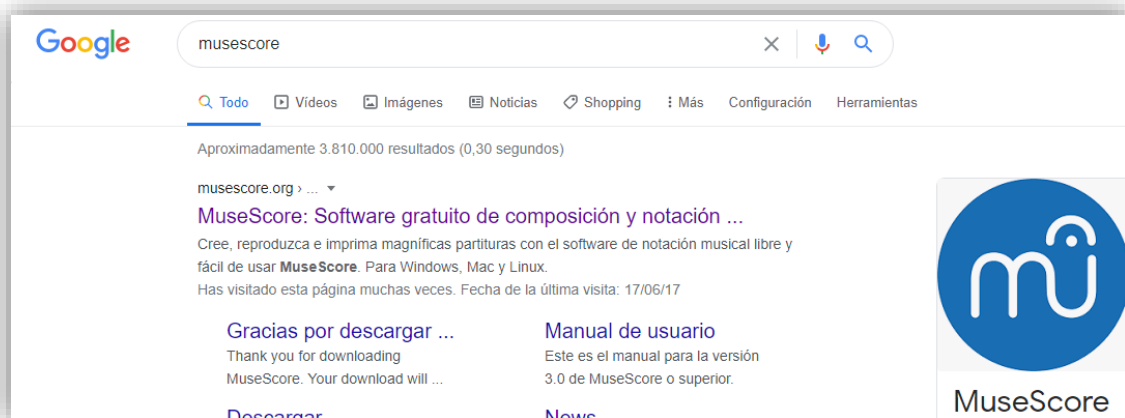 Google
musescore
Todo Vídeos Imágenes Noticias Shopping Más Configuración Herramientas
Aproximadamente 3.810.000 resultados (0,30 segundos)
musescore.org › ...
MuseScore: Software gratuito de composición y notación ...
Cree, reproduzca e imprima magníficas partituras con el software de notación musical libre y
fácil de usar MuseScore. Para Windows, Mac y Linux.
Has visitado esta página muchas veces. Fecha de la última visita: 17/06/17
Gracias por descargar ...
Thank you for downloading
MuseScore. Your download will ...
Manual de usuario
Este es el manual para la versión
3.0 de MuseScore o superior.
Descargar
News
mu
MuseScore